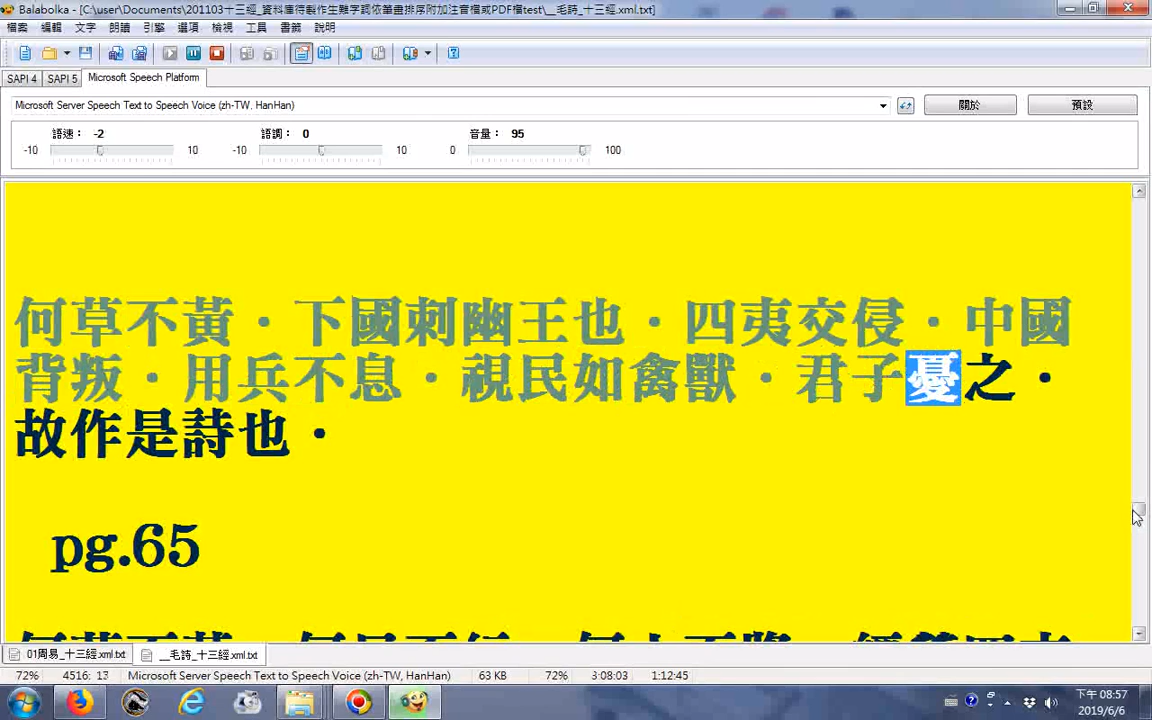 Balabolka - [C:\user\Documents\201103十三經_資料庫待製作生難字詞依筆畫排序附加注音檔或PDF檔test\__毛詩_十三經.xml.txt]
檔案 編輯 文字 朗讀 引擎 選項 檢視 工具 書籤 說明
SAPI 4 SAPI 5 Microsoft Speech Platform
Microsoft Server Speech Text to Speech Voice (zh-TW, HanHan) 關於 預設
語速： -2 語調： 0 音量： 95
-10 10 -10 10 0 100
何草不黃．下國刺幽王也．四夷交侵．中國
背叛．用兵不息．視民如禽獸．君子憂之．
故作是詩也．
pg.65
01周易_十三經.xml.txt __毛詩_十三經.xml.txt
72% 4516: 13 Microsoft Server Speech Text to Speech Voice (zh-TW, HanHan) 63 KB 72% 3:08:03 1:12:45
下午 08:57
2019/6/6